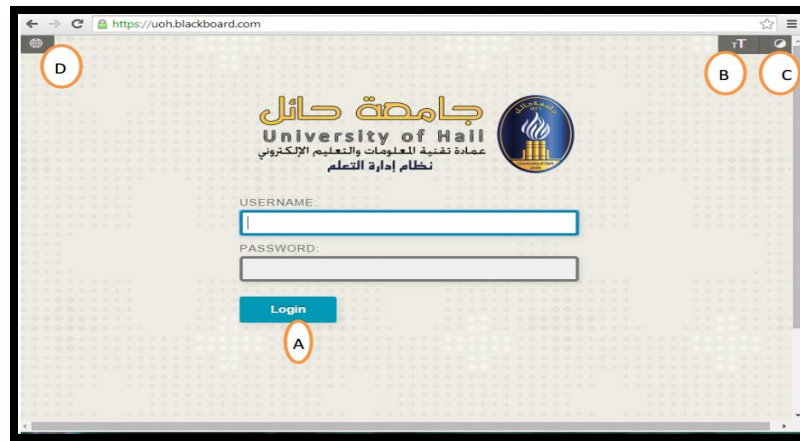 https://uoh.blackboard.com
TT
D
B
C
جامعة حائل
University of Hail
عمادة تقنية المعلومات والتعليم الإلكتروني
نظام إدارة التعلم
USERNAME:
PASSWORD:
Login
A